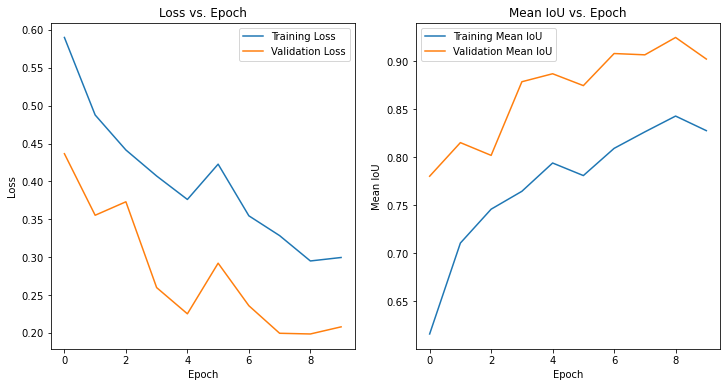 Loss vs. Epoch
Training Loss
Validation Loss
0.60
0.55
0.50
0.45
0.40
0.35
0.30
0.25
0.20
Loss
0 2 4 6 8
Epoch
Mean IoU vs. Epoch
Training Mean IoU
Validation Mean IoU
0.90
0.85
0.80
0.75
0.70
0.65
Mean IoU
0 2 4 6 8
Epoch